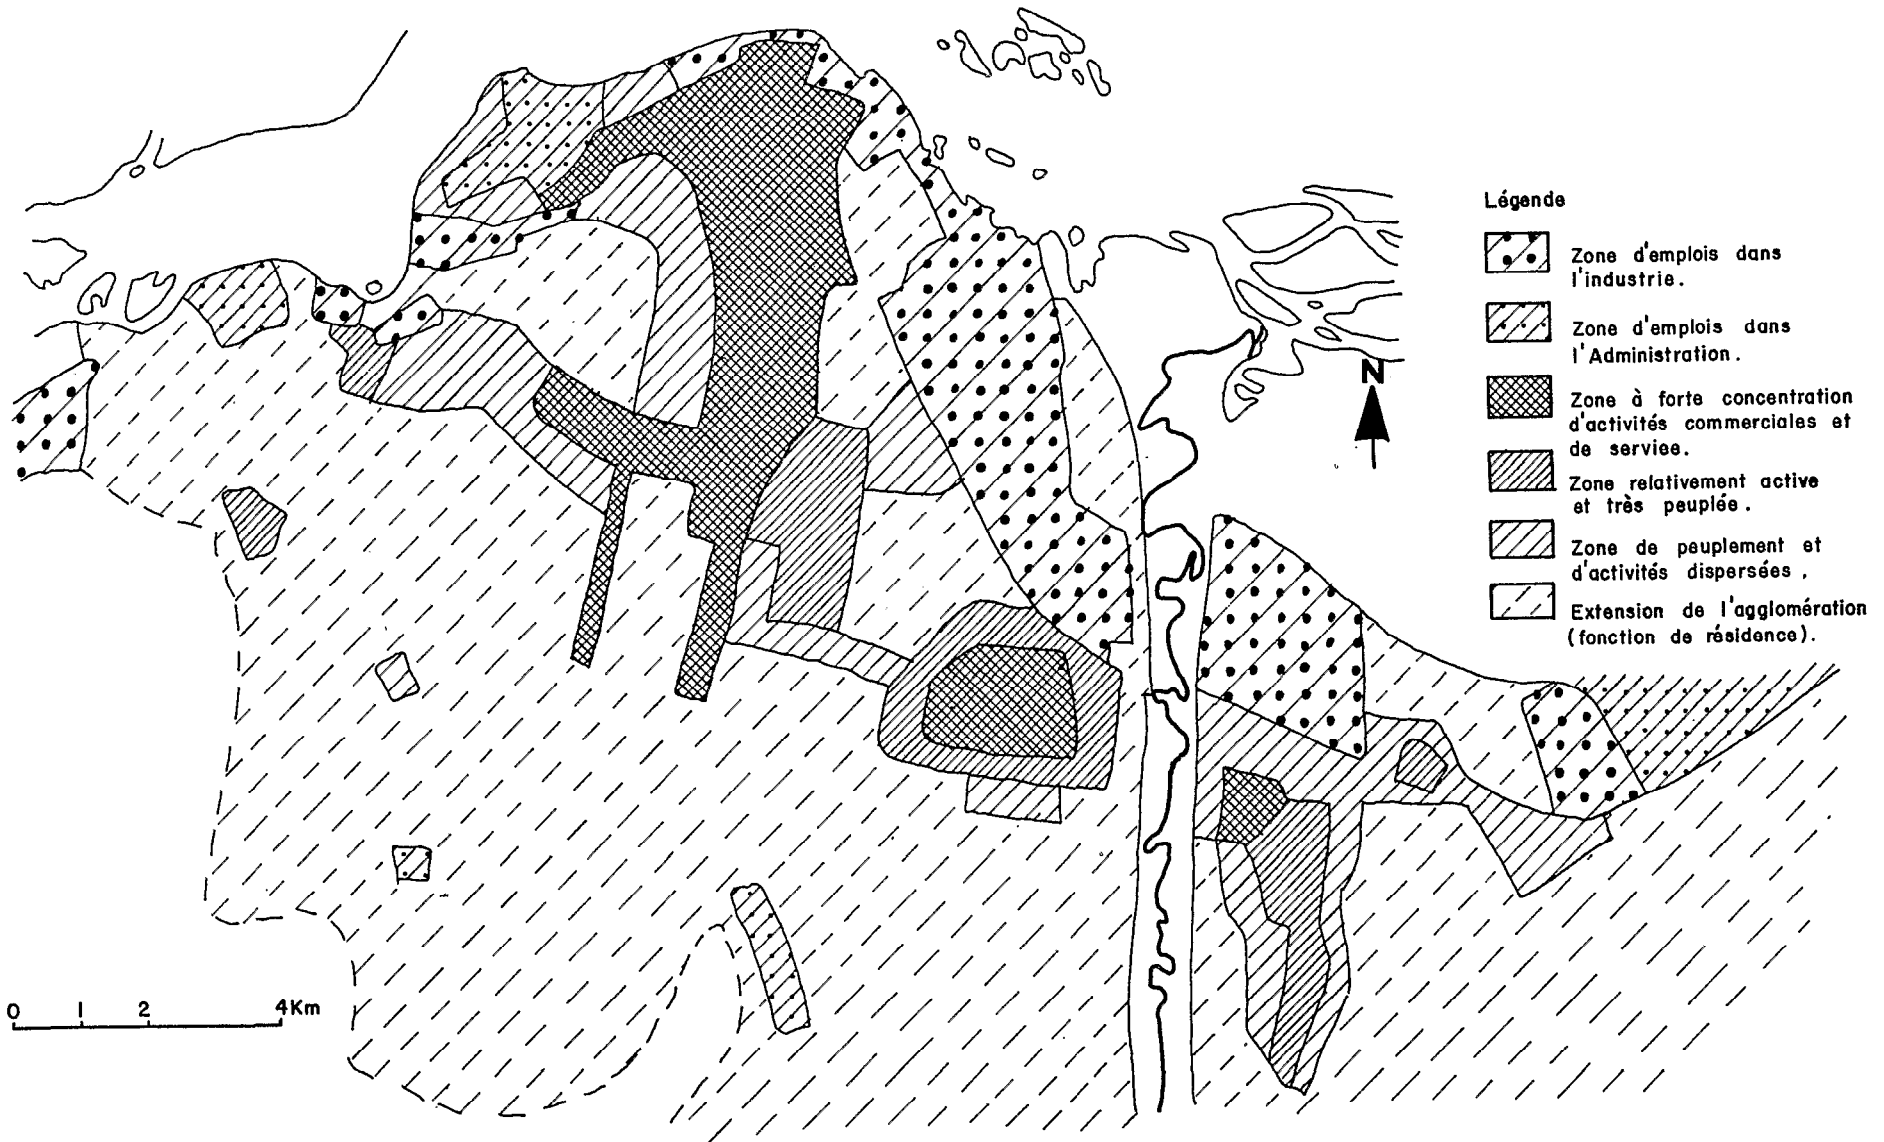 Légende
Zone d'emplois dans
l'industrie.
Zone d'emplois dans
l'Administration.
N
Zone à forte concentration
d'activités commerciales et
de serviee.
Zone relativement active
et très peuplée.
Zone de peuplement et
d'activités dispersées.
Extension de l'agglomération
(fonction de résidence).
0 1 2 4Km